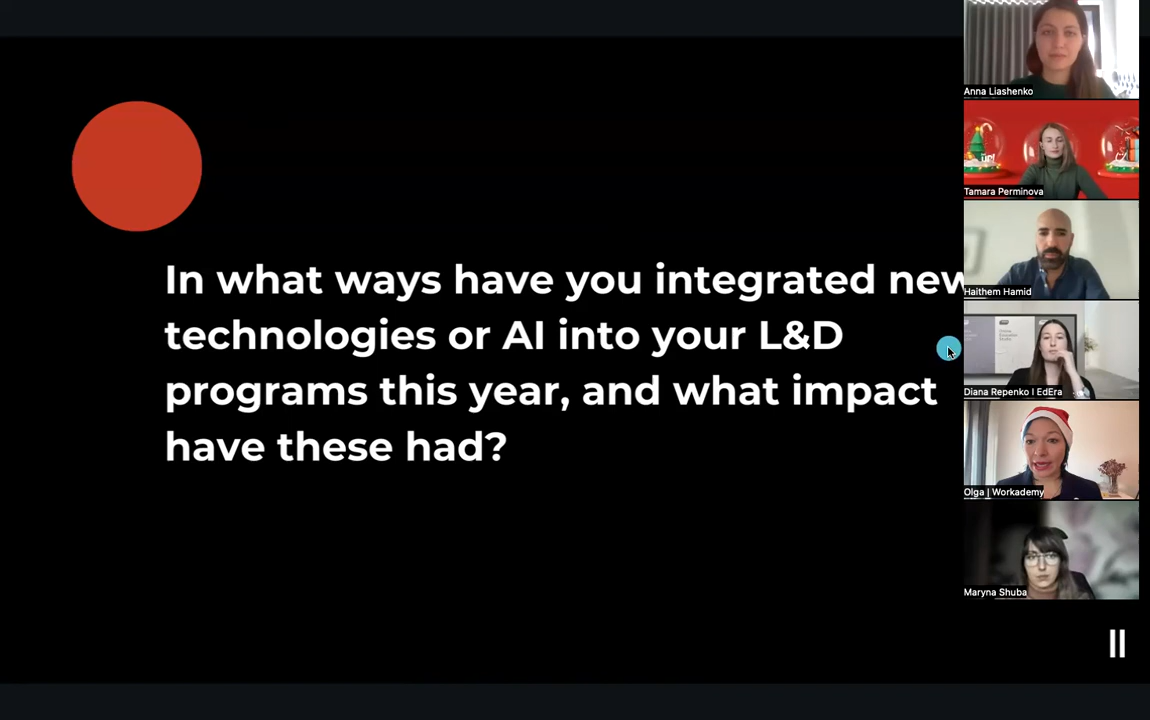 In what ways have you integrated new
technologies or AI into your L&D
programs this year, and what impact
have these had?
Anna Liashenko
UP!
Tamara Perminova
Haithem Hamid
Diana Repenko I EdEra
Olga | Workademy
Maryna Shuba